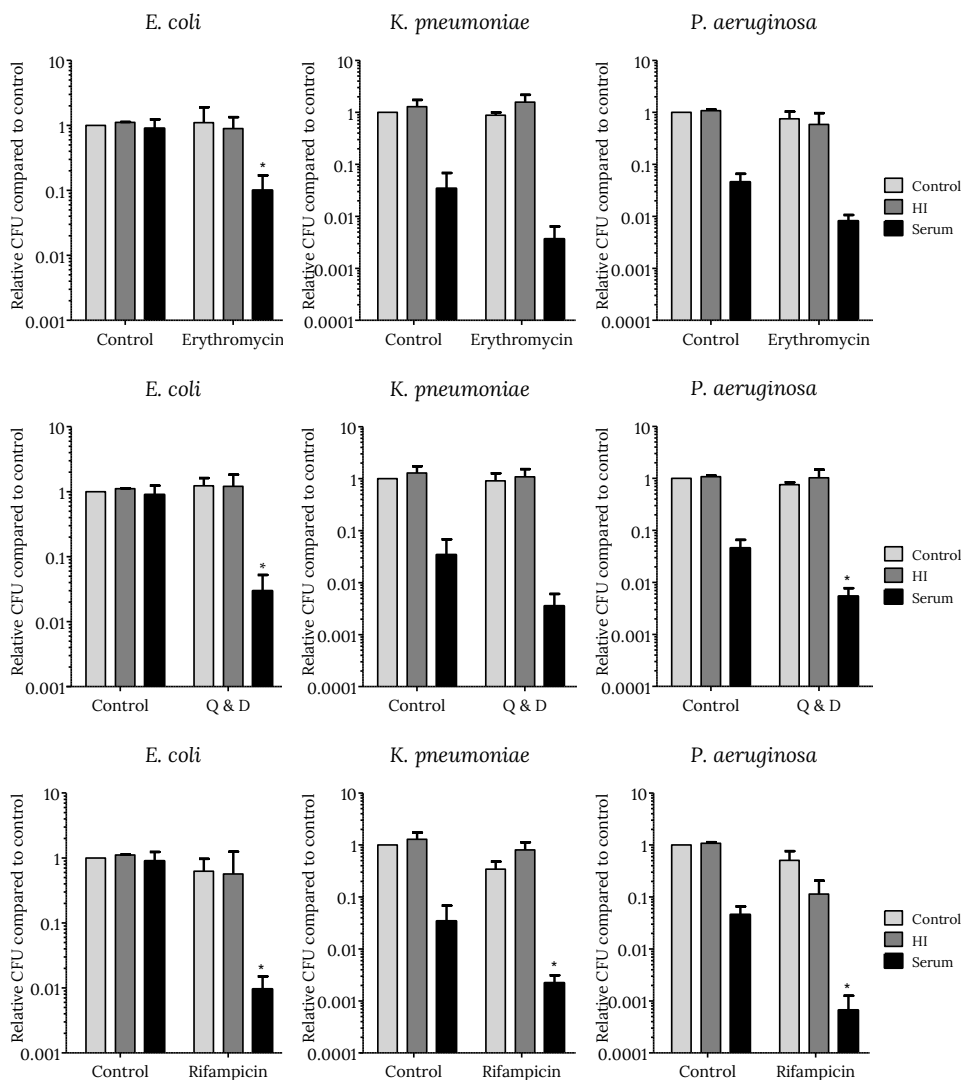 E. coli K. pneumoniae P. aeruginosa
Relative CFU compared to control
10
1
0.1
0.01
0.001
Control Erythromycin
*
Relative CFU compared to control
10
1
0.1
0.01
0.001
0.0001
Control Erythromycin
Relative CFU compared to control
10
1
0.1
0.01
0.001
0.0001
Control Erythromycin
Control
HI
Serum
E. coli K. pneumoniae P. aeruginosa
Relative CFU compared to control
10
1
0.1
0.01
0.001
Control Q & D
*
Relative CFU compared to control
10
1
0.1
0.01
0.001
0.0001
Control Q & D
Relative CFU compared to control
10
1
0.1
0.01
0.001
0.0001
Control Q & D
*
Control
HI
Serum
E. coli K. pneumoniae P. aeruginosa
Relative CFU compared to control
10
1
0.1
0.01
0.001
Control Rifampicin
*
Relative CFU compared to control
10
1
0.1
0.01
0.001
0.0001
Control Rifampicin
*
Relative CFU compared to control
10
1
0.1
0.01
0.001
0.0001
Control Rifampicin
*
Control
HI
Serum